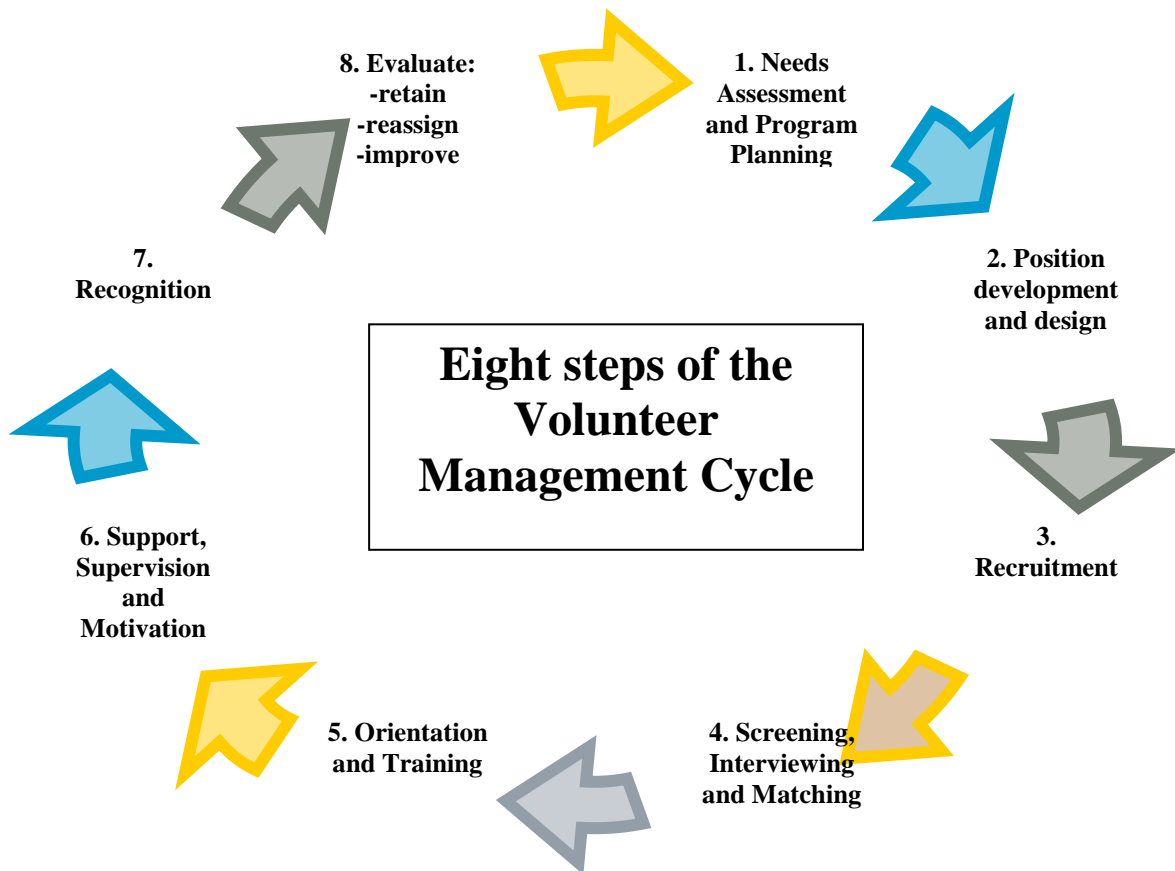 Eight steps of the
Volunteer
Management Cycle
1. Needs
Assessment
and Program
Planning
2. Position
development
and design
3.
Recruitment
4. Screening,
Interviewing
and Matching
5. Orientation
and Training
6. Support,
Supervision
and
Motivation
7.
Recognition
8. Evaluate:
-retain
-reassign
-improve